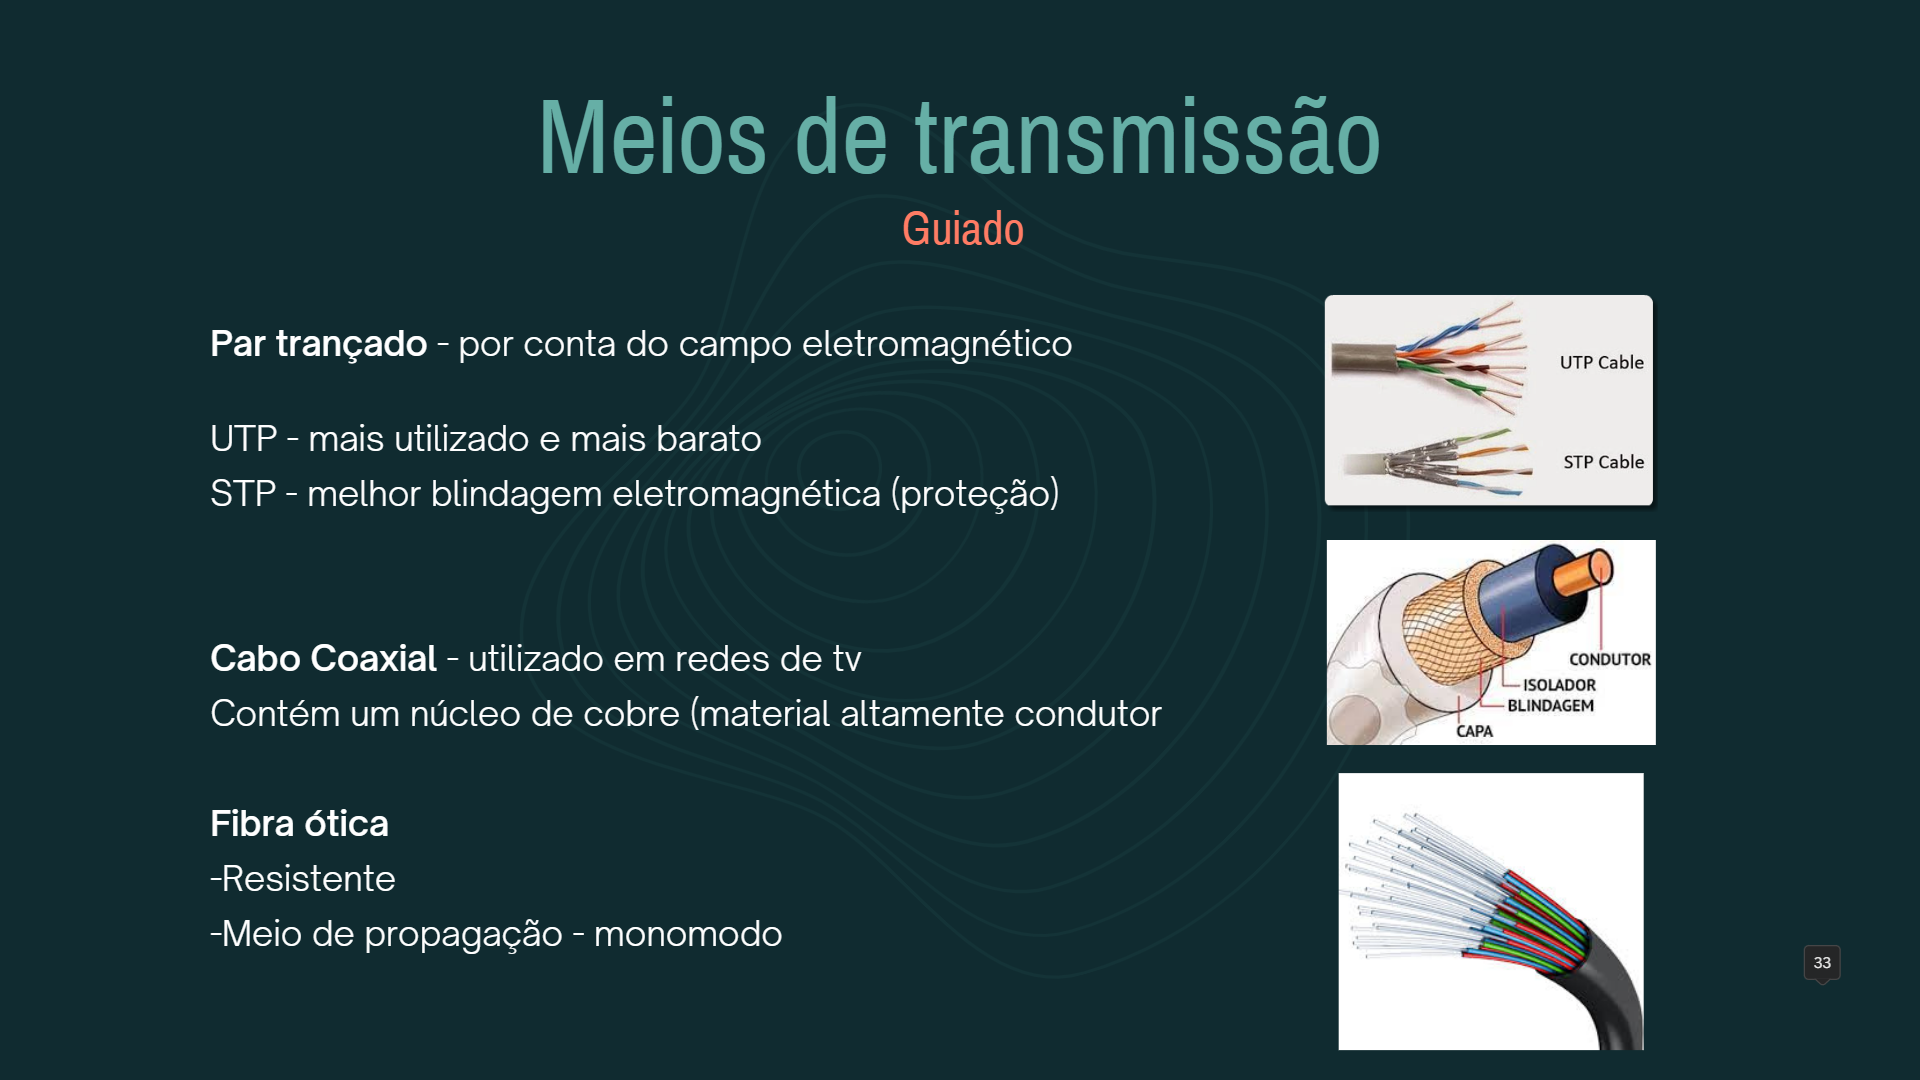 Meios de transmissão
Guiado
Par trançado - por conta do campo eletromagnético
UTP - mais utilizado e mais barato
STP - melhor blindagem eletromagnética (proteção)
UTP Cable
STP Cable
Cabo Coaxial - utilizado em redes de tv
Contém um núcleo de cobre (material altamente condutor
CONDUTOR
ISOLADOR
BLINDAGEM
CAPA
Fibra ótica
-Resistente
-Meio de propagação - monomodo
33